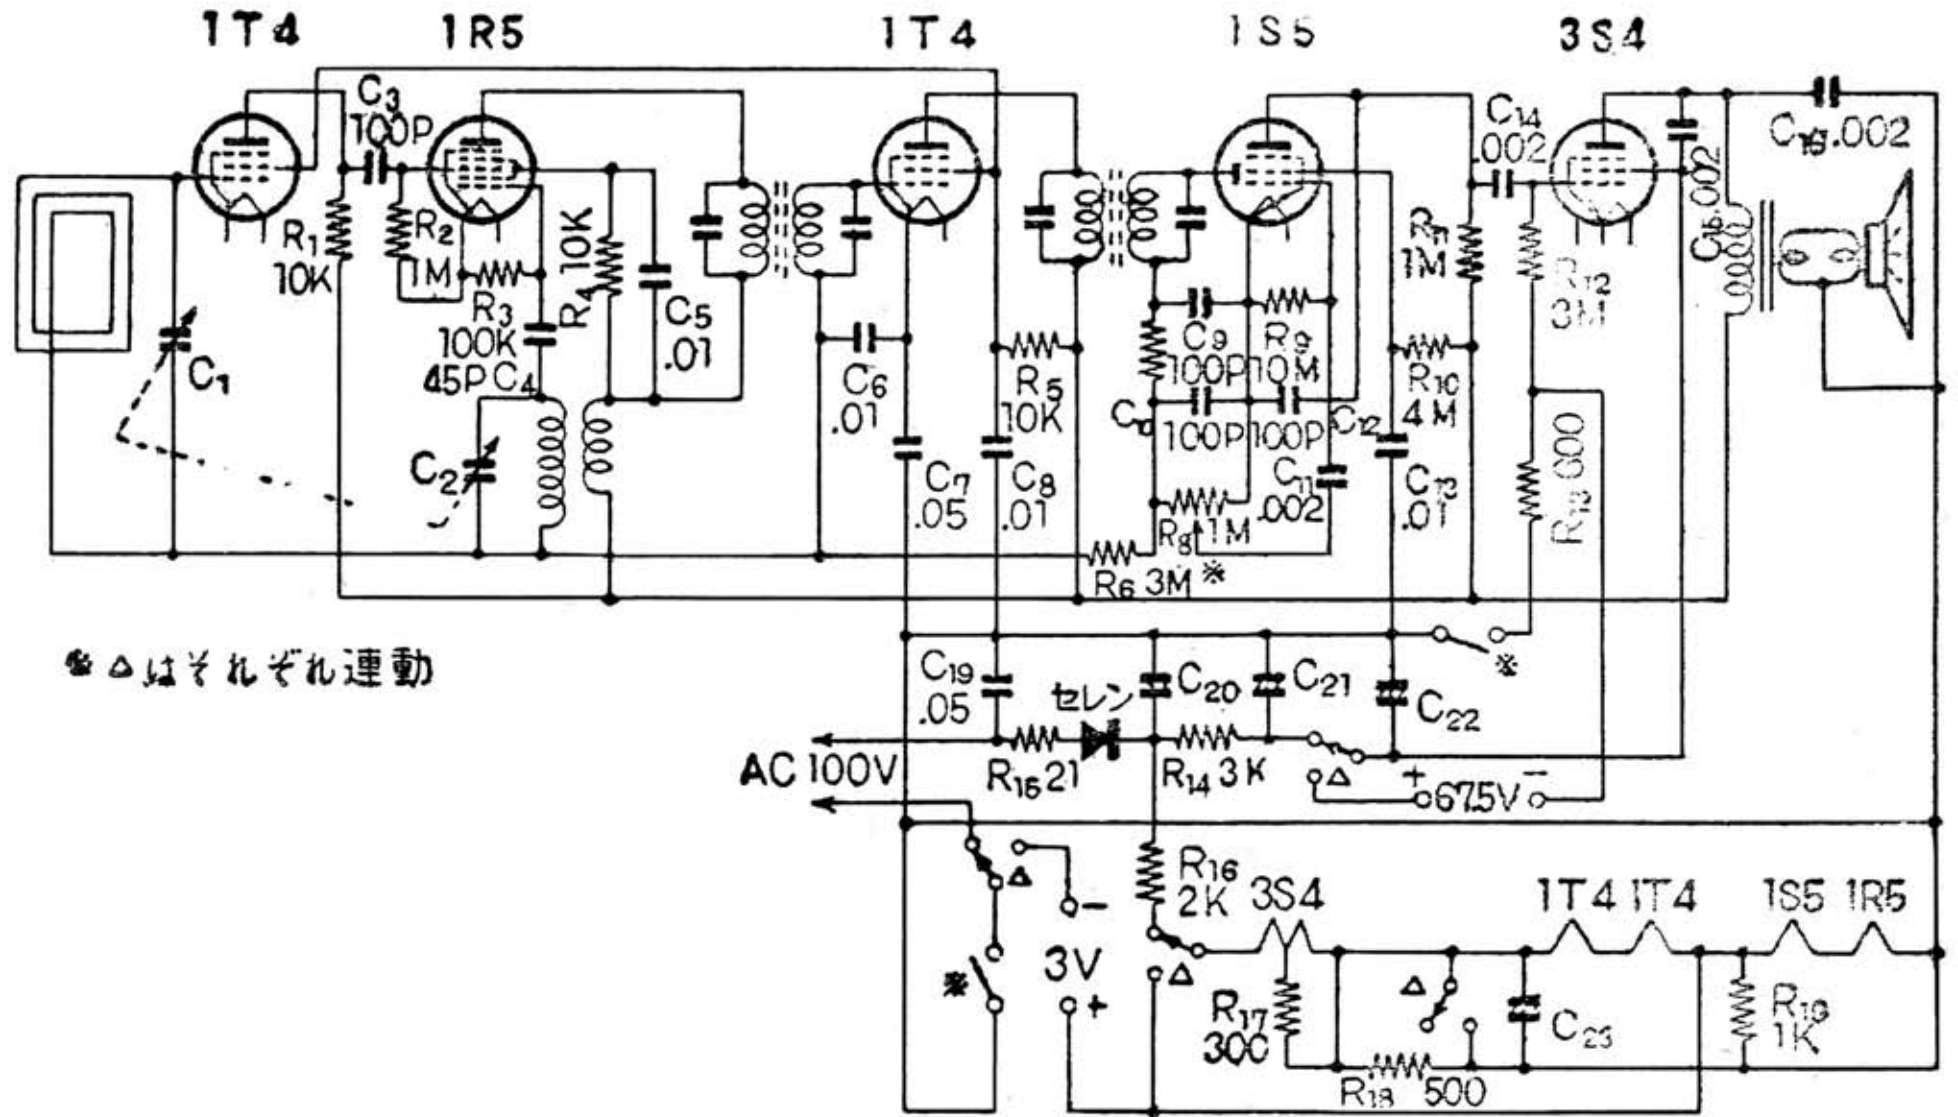 1T4 1R5 1T4 1S5 3S4
C3
100P
R1
10K
R2
1M
R3
100K
45P C4
R4 10K
C5
.01
C1
C2
C6
.01
C7
.05
R5
10K
C8
.01
C9
100P
R9
10M
C10
100P
100P
C12
C11
.002
R8 1M
※
R6 3M
R11
1M
R10
4M
C13
.01
C14
.002
R12
3M
600
.002
.002
※△はそれぞれ連動
C19
.05
セレン
C20
C21
C22
※
AC 100V
R15 21
R14 3K
△
+ 67.5V -
△
-
3V
+
※
R16
2K
△
3S4
1T4 1T4 1S5 1R5
R17
300
△
C23
R19
1K
R18 500